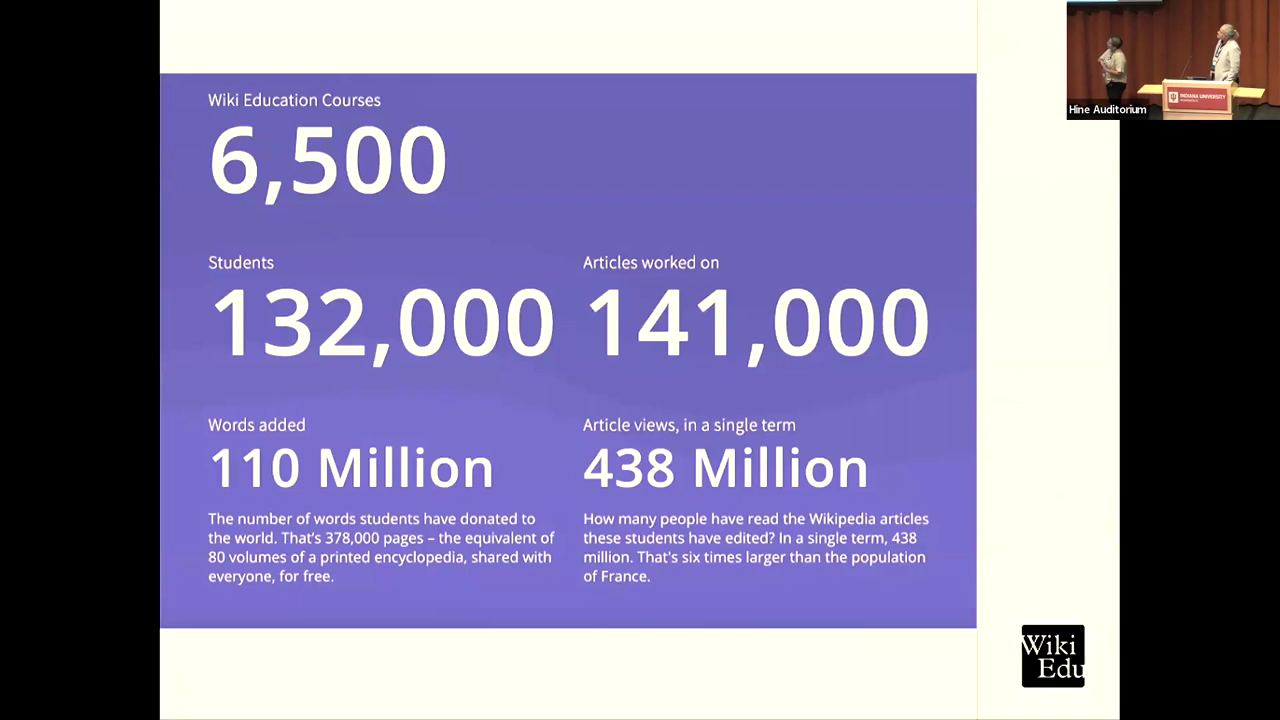 Wiki Education Courses
6,500
Students
132,000
Articles worked on
141,000
Words added
110 Million
The number of words students have donated to
the world. That's 378,000 pages – the equivalent of
80 volumes of a printed encyclopedia, shared with
everyone, for free.
Article views, in a single term
438 Million
How many people have read the Wikipedia articles
these students have edited? In a single term, 438
million. That's six times larger than the population
of France.
Wiki
Edu
INDIANA UNIVERSITY
Hine Auditorium